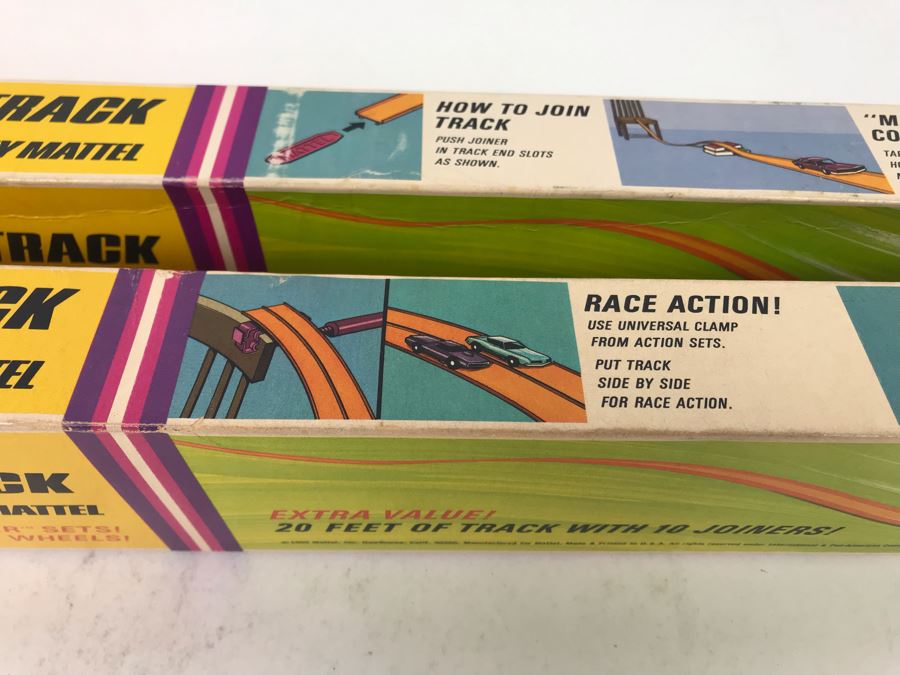 TRACK
Y MATTEL
HOW TO JOIN
TRACK
PUSH JOINER
IN TRACK END SLOTS
AS SHOWN.
"M
CO
TRACK
CK
EL
RACE ACTION!
USE UNIVERSAL CLAMP
FROM ACTION SETS.
PUT TRACK
SIDE BY SIDE
FOR RACE ACTION.
CK
MATTEL
R" SETS!
WHEELS!
EXTRA VALUE!
20 FEET OF TRACK WITH 10 JOINERS!